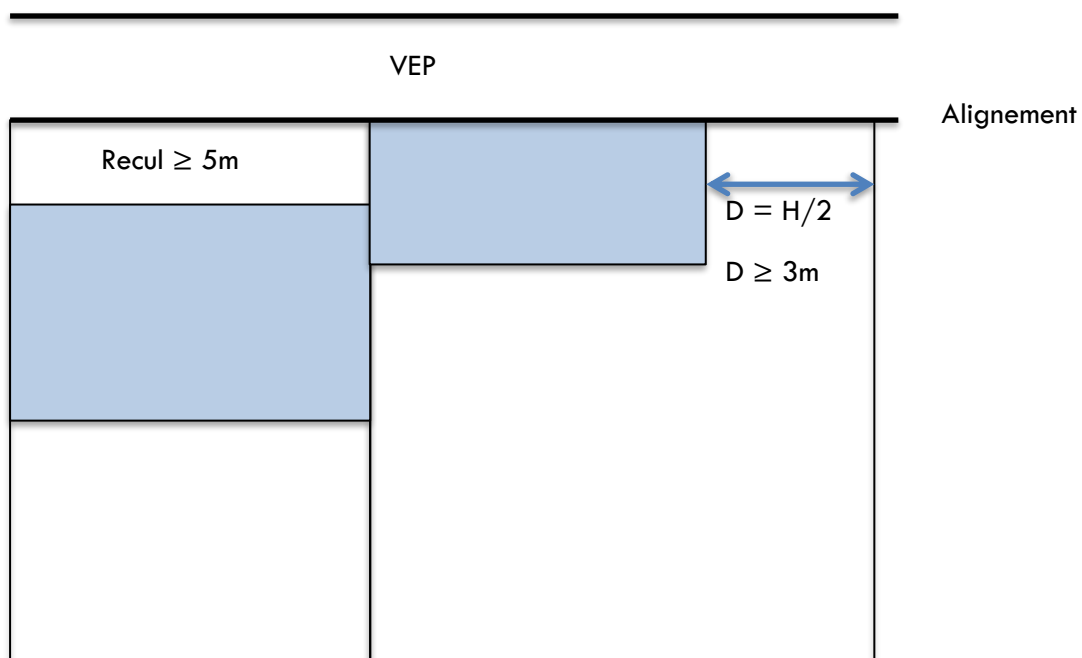 VEP
Alignement
Recul ≥ 5m
D = H/2
D ≥ 3m